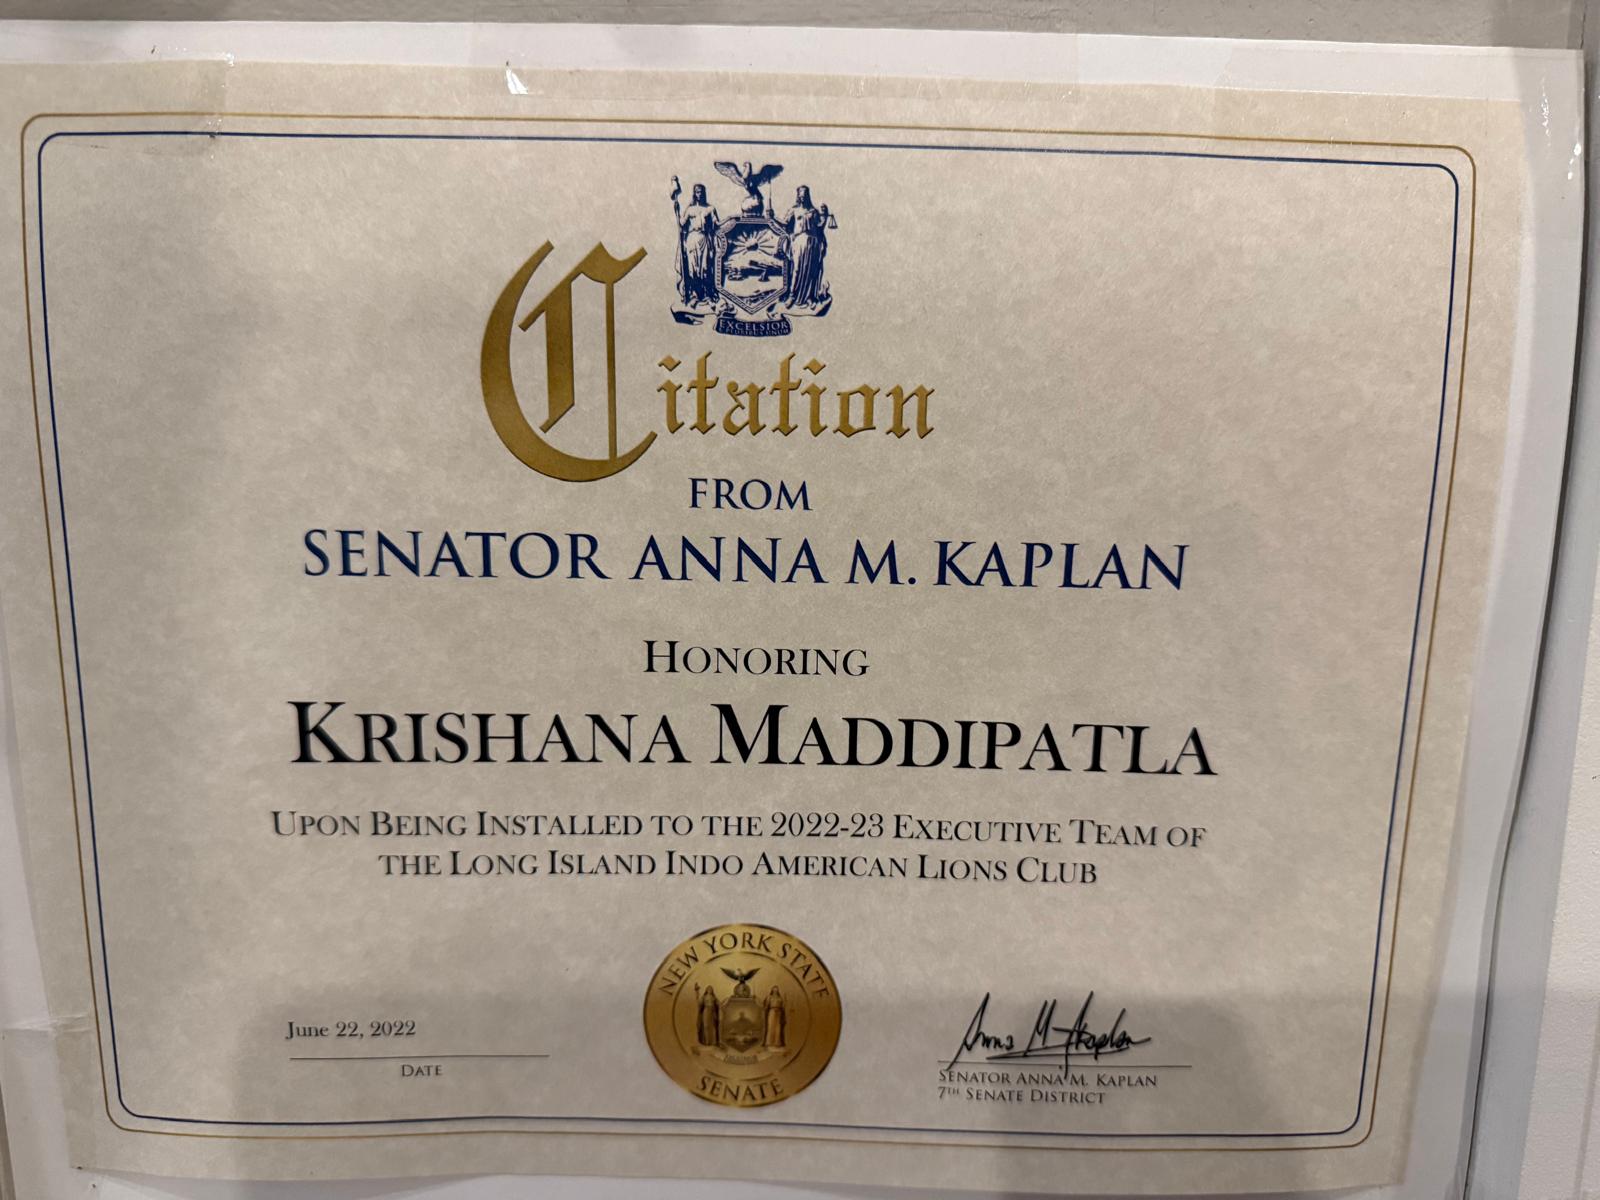 EXCELSIOR
Citation
FROM
SENATOR ANNA M. KAPLAN
HONORING
KRISHANA MADDIPATLA
UPON BEING INSTALLED TO THE 2022-23 EXECUTIVE TEAM OF
THE LONG ISLAND INDO AMERICAN LIONS CLUB
NEW YORK STATE
SENATE
June 22, 2022
DATE
Anna M. Kaplan
SENATOR ANNA M. KAPLAN
7TH SENATE DISTRICT